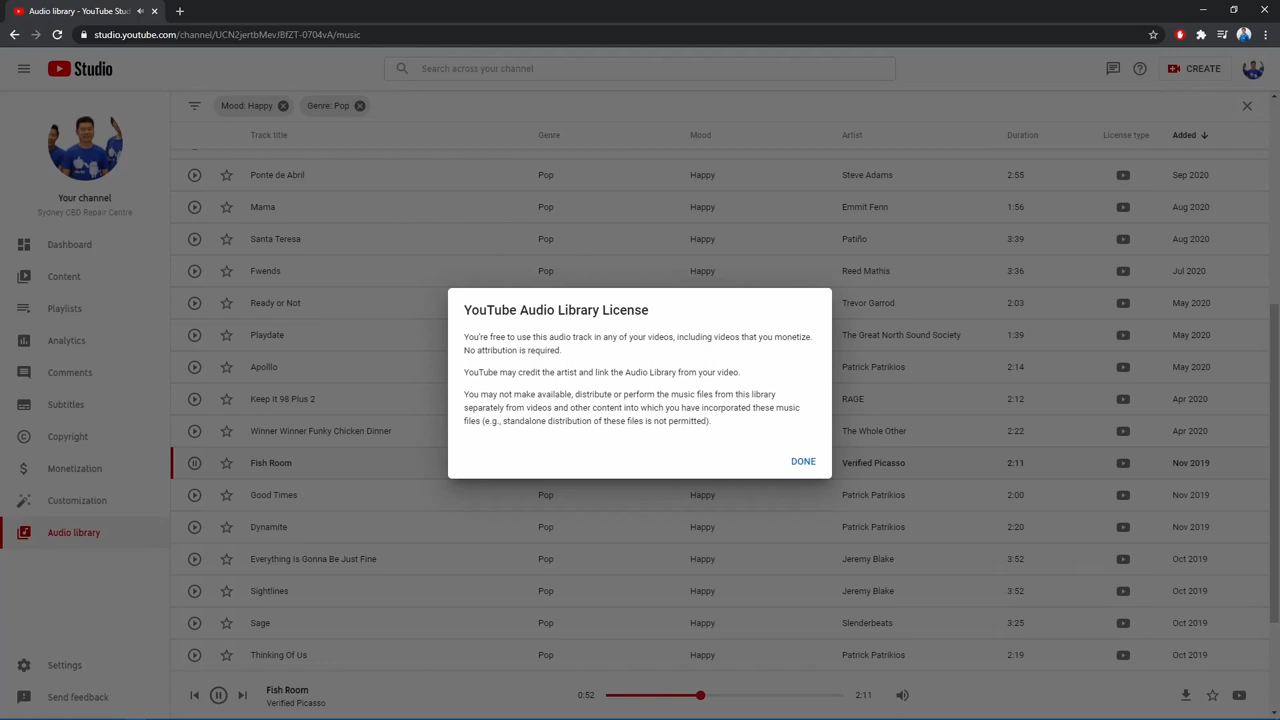 Audio library - YouTube Stud
studio.youtube.com/channel/UCN2jertbMevJ8fZT-0704vA/music
Studio
Search across your channel
CREATE
Your channel
Sydney CBD Repair Centre
Dashboard
Content
Playlists
Analytics
Comments
Subtitles
Copyright
Monetization
Customization
Audio library
Settings
Send feedback
Mood: Happy Genre: Pop
Track title Genre Mood Artist Duration License type Added
Ponte de Abril Pop Happy Steve Adams 2:55 Sep 2020
Mama Pop Happy Emmit Fenn 1:56 Aug 2020
Santa Teresa Pop Happy Patiño 3:39 Aug 2020
Fwends Pop Happy Reed Mathis 3:36 Jul 2020
Ready or Not Trevor Garrod 2:03 May 2020
Playdate The Great North Sound Society 1:39 May 2020
Apolllo Patrick Patrikios 2:14 May 2020
Keep It 98 Plus 2 RAGE 2:12 Apr 2020
Winner Winner Funky Chicken Dinner The Whole Other 2:22 Apr 2020
Fish Room Verified Picasso 2:11 Nov 2019
Good Times Pop Happy Patrick Patrikios 2:00 Nov 2019
Dynamite Pop Happy Patrick Patrikios 2:20 Nov 2019
Everything Is Gonna Be Just Fine Pop Happy Jeremy Blake 3:52 Oct 2019
Sightlines Pop Happy Jeremy Blake 3:52 Oct 2019
Sage Pop Happy Slenderbeats 3:25 Oct 2019
Thinking Of Us Pop Happy Patrick Patrikios 2:19 Oct 2019
YouTube Audio Library License
You're free to use this audio track in any of your videos, including videos that you monetize.
No attribution is required.
YouTube may credit the artist and link the Audio Library from your video.
You may not make available, distribute or perform the music files from this library
separately from videos and other content into which you have incorporated these music
files (e.g., standalone distribution of these files is not permitted).
DONE
Fish Room
Verified Picasso
0:52 2:11